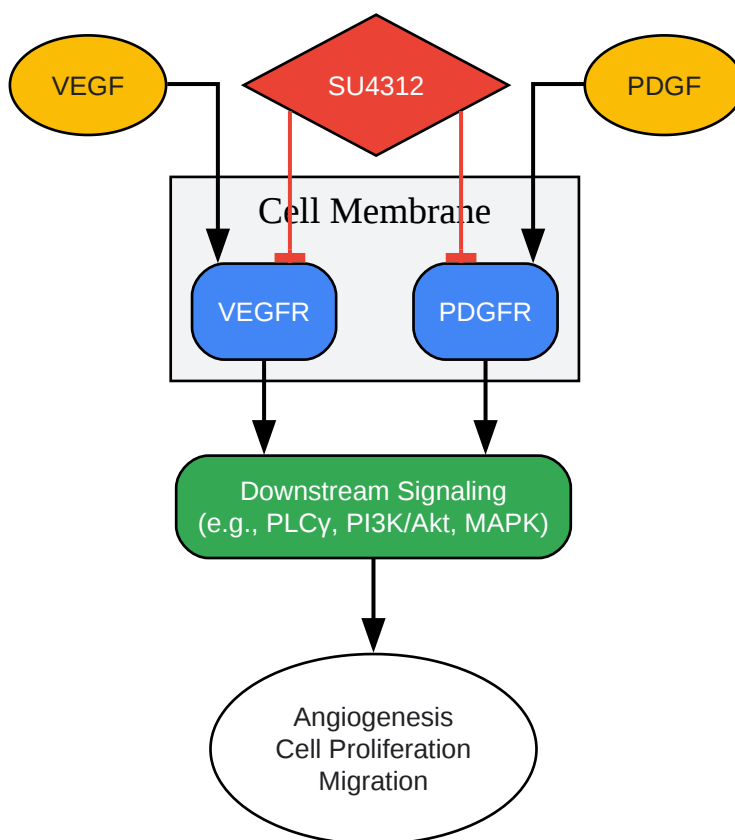 VEGF
SU4312
PDGF
Cell Membrane
VEGFR
PDGFR
Downstream Signaling
(e.g., PLCγ, PI3K/Akt, MAPK)
Angiogenesis
Cell Proliferation
Migration